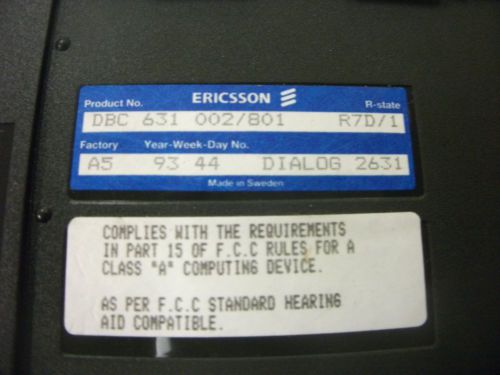 ERICSSON
Product No. R-state
DBC 631 002/801 R7D/1
Factory Year-Week-Day No.
A5 93 44 DIALOG 2631
Made in Sweden
COMPLIES WITH THE REQUIREMENTS
IN PART 15 OF F.C.C RULES FOR A
CLASS "A" COMPUTING DEVICE.
AS PER F.C.C STANDARD HEARING
AID COMPATIBLE.